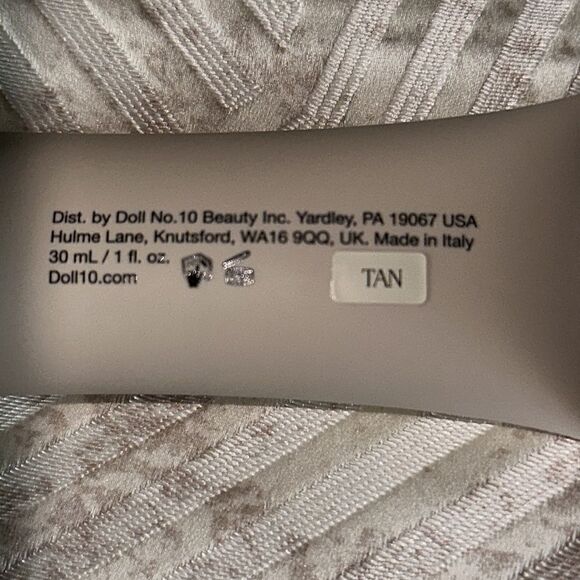 Dist. by Doll No.10 Beauty Inc. Yardley, PA 19067 USA
Hulme Lane, Knutsford, WA16 9QQ, UK. Made in Italy
30 mL / 1 fl. oz.
Doll10.com
TAN